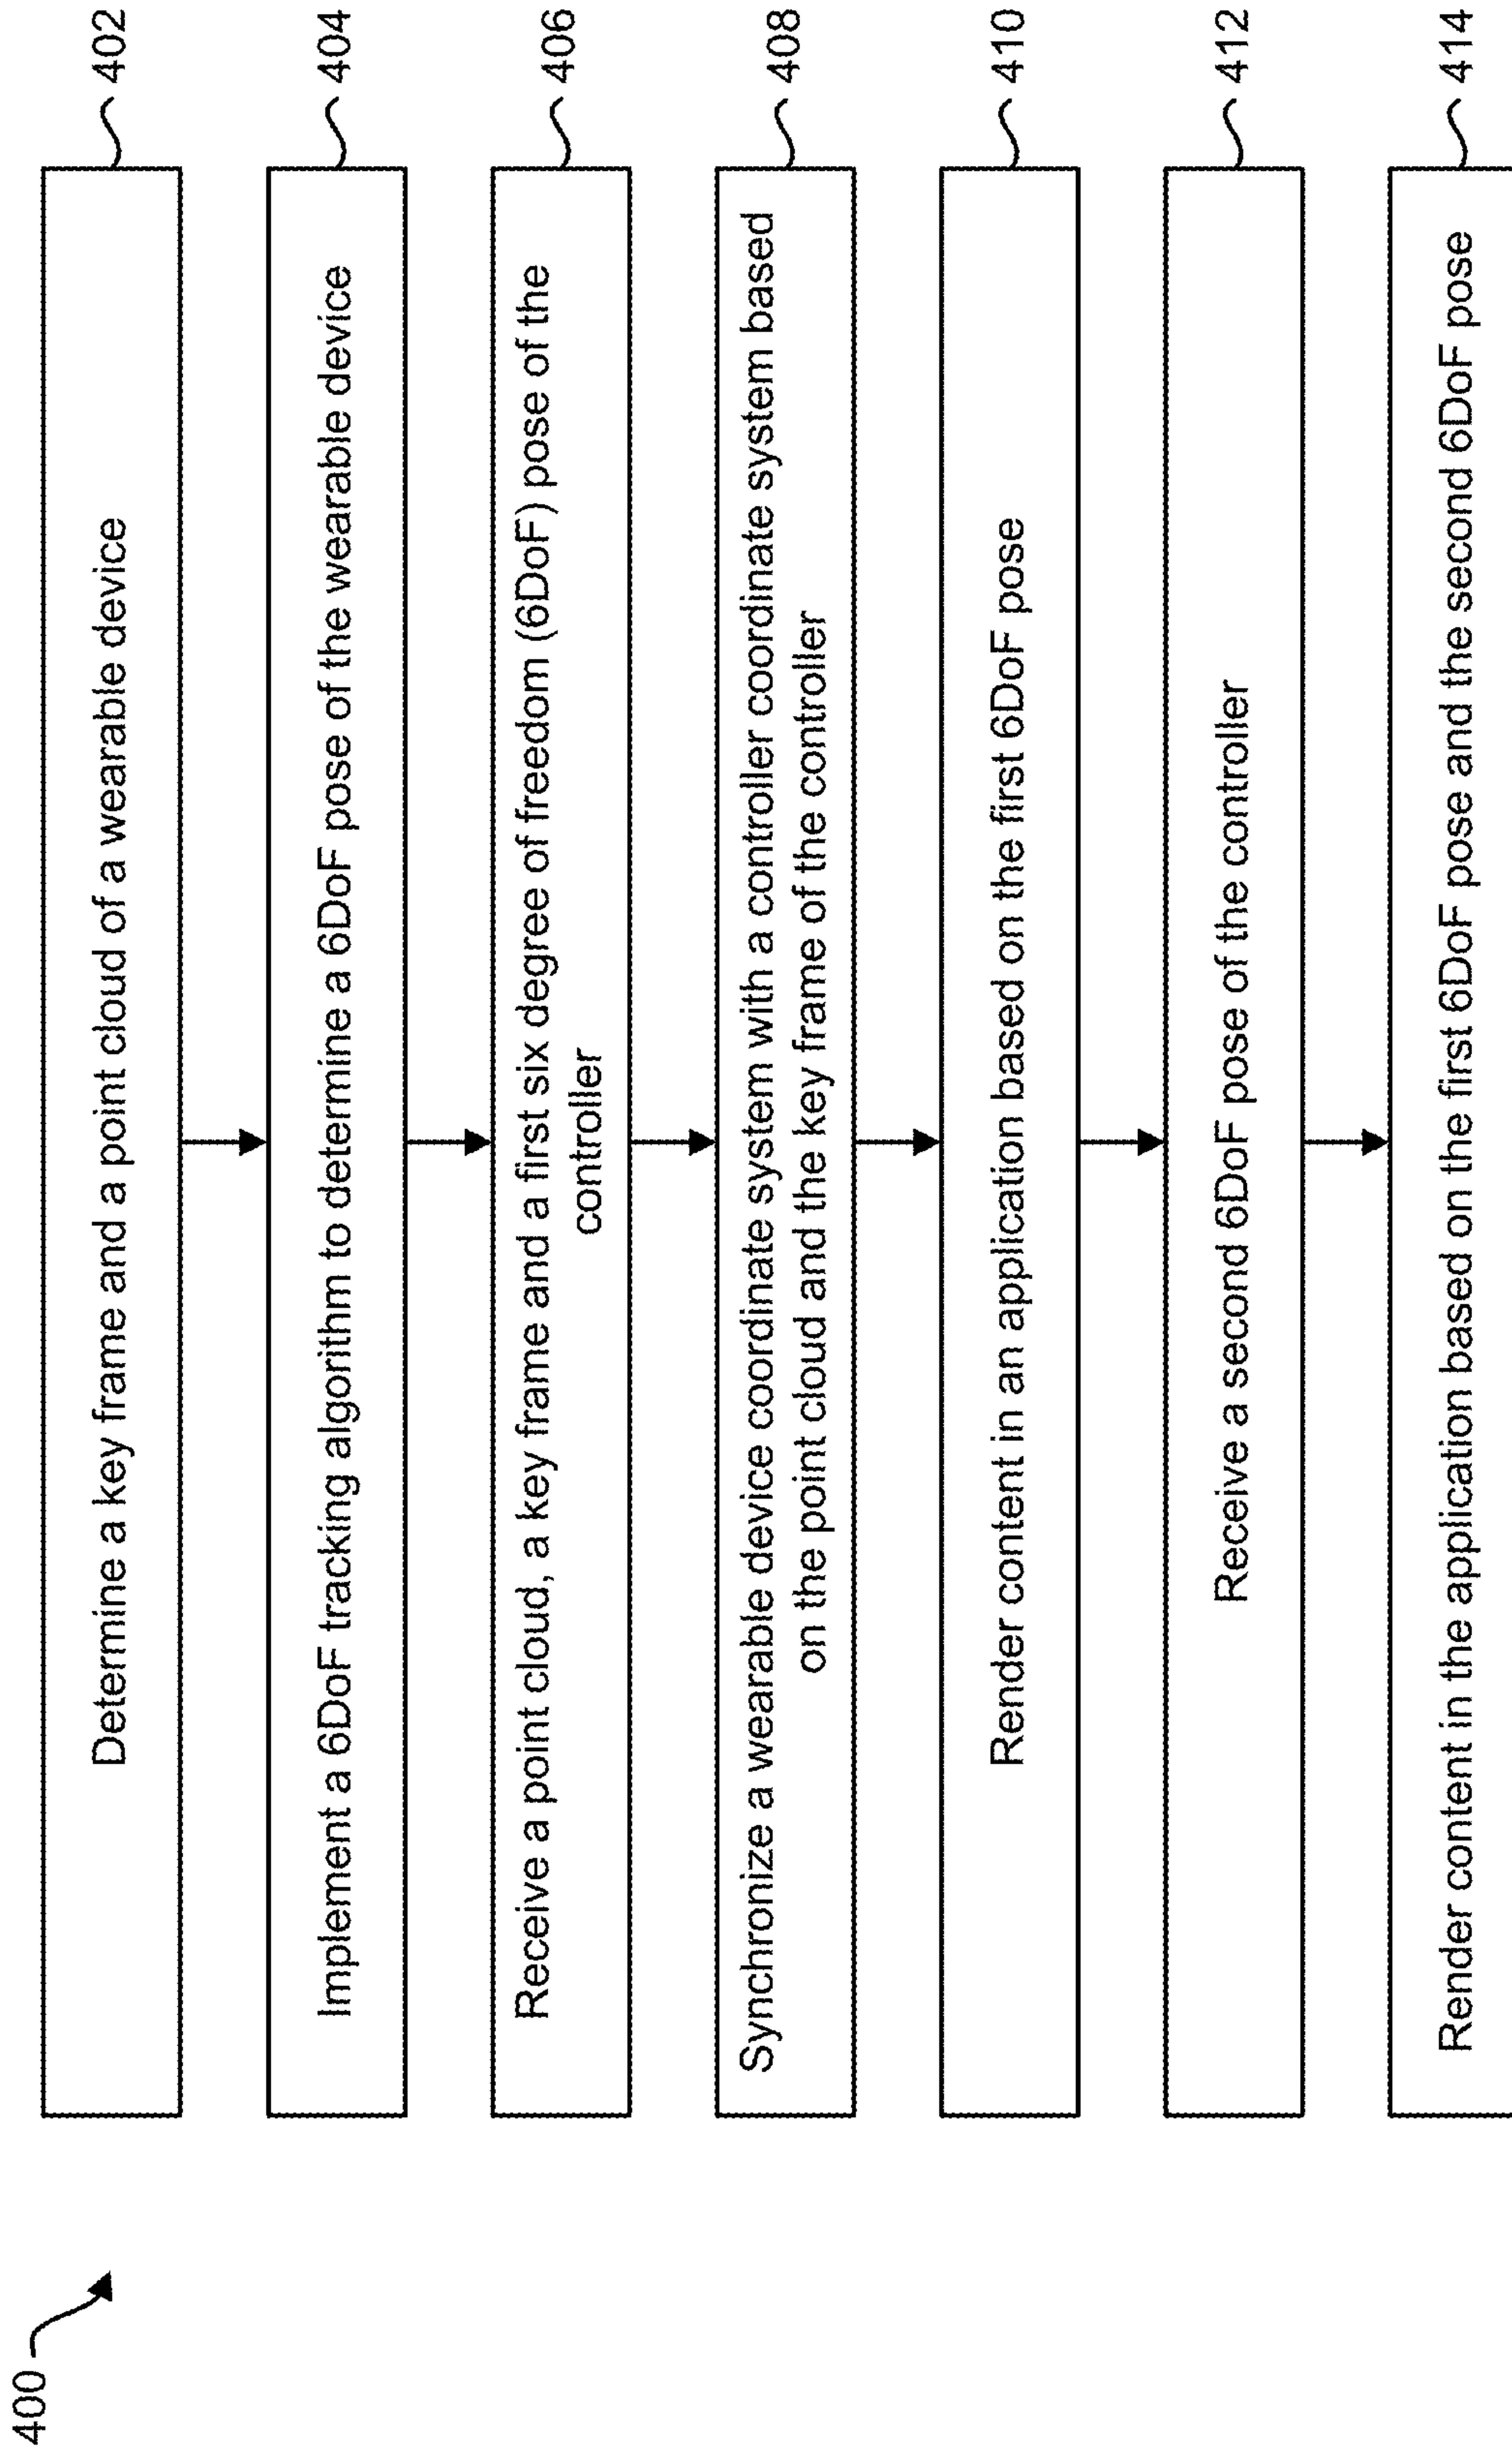 400
Determine a key frame and a point cloud of a wearable device
402
Implement a 6DoF tracking algorithm to determine a 6DoF pose of the wearable device
404
Receive a point cloud, a key frame and a first six degree of freedom (6DoF) pose of the
controller
406
Synchronize a wearable device coordinate system with a controller coordinate system based
on the point cloud and the key frame of the controller
408
Render content in an application based on the first 6DoF pose
410
Receive a second 6DoF pose of the controller
412
Render content in the application based on the first 6DoF pose and the second 6DoF pose
414